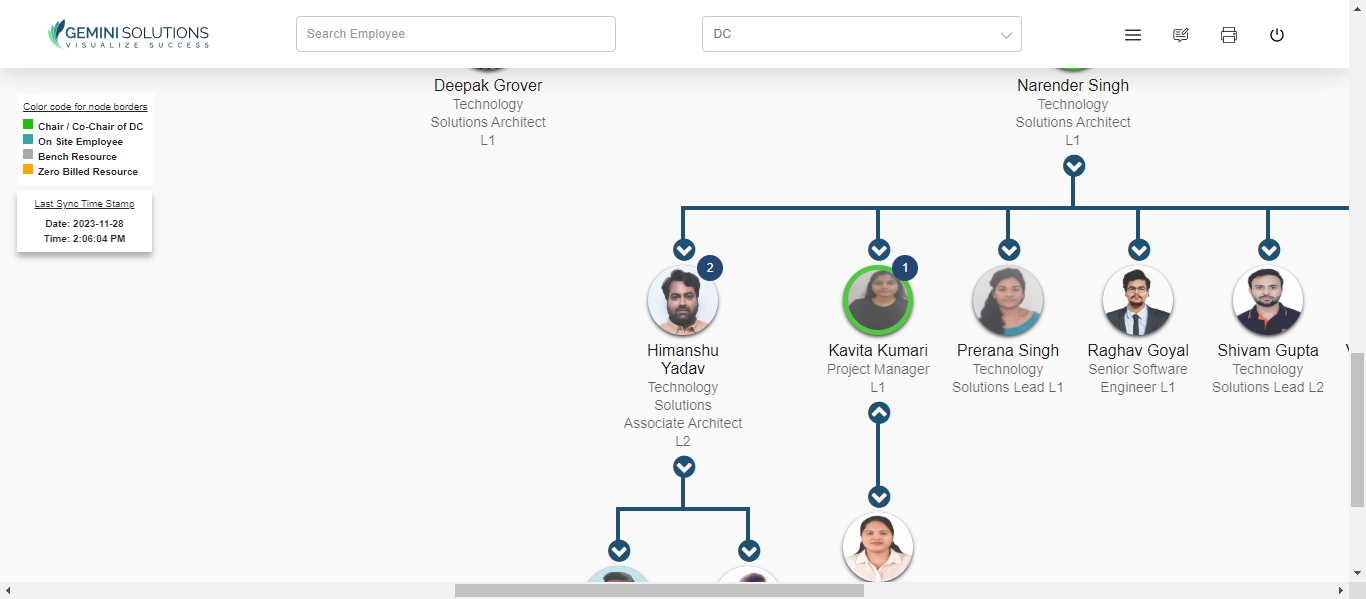 GEMINI SOLUTIONS
VISUALIZE SUCCESS
Search Employee
DC
Deepak Grover
Technology
Solutions Architect
L1
Narender Singh
Technology
Solutions Architect
L1
Color code for node borders
Chair / Co-Chair of DC
On Site Employee
Bench Resource
Zero Billed Resource
Last Sync Time Stamp
Date: 2023-11-28
Time: 2:06:04 PM
2
1
Himanshu
Yadav
Technology
Solutions
Associate Architect
L2
Kavita Kumari
Project Manager
L1
Prerana Singh
Technology
Solutions Lead L1
Raghav Goyal
Senior Software
Engineer L1
Shivam Gupta
Technology
Solutions Lead L2